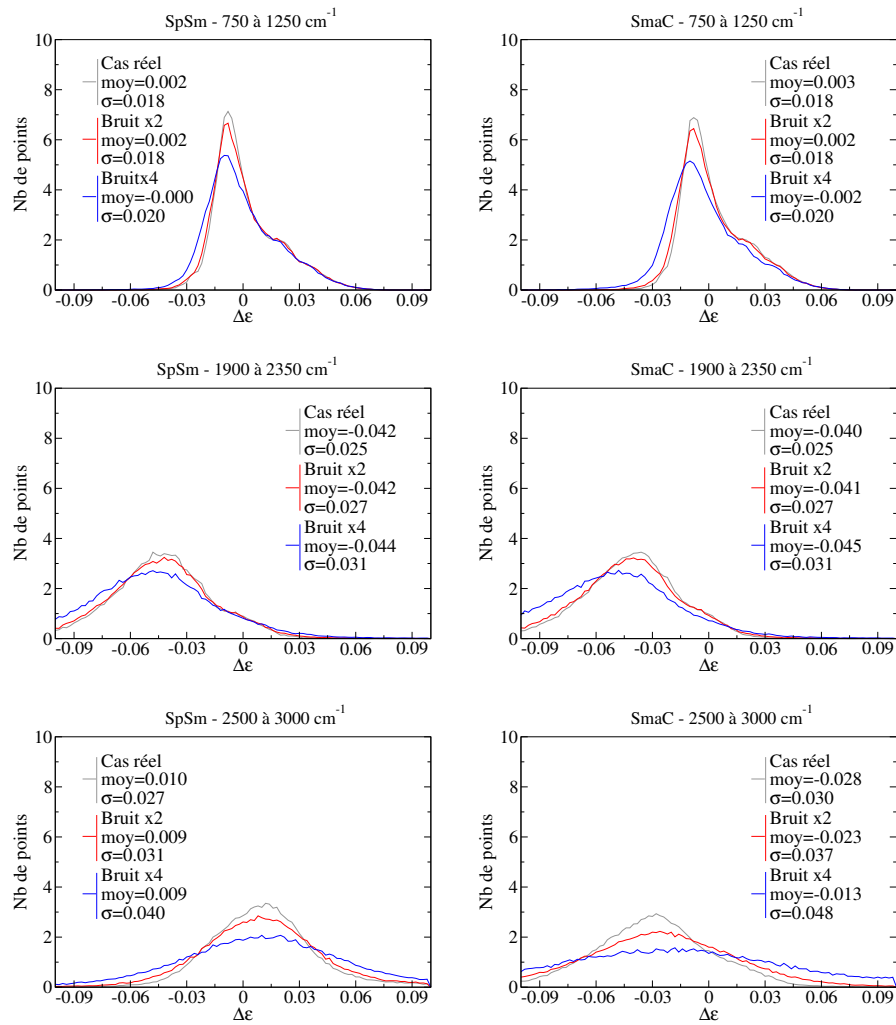 SpSm - 750 à 1250 cm⁻¹
10
8
6
4
2
0
Nb de points
Cas réel
moy=0.002
σ=0.018
Bruit x2
moy=0.002
σ=0.018
Bruitx4
moy=-0.000
σ=0.020
-0.09 -0.06 -0.03 0 0.03 0.06 0.09
Δε
SmaC - 750 à 1250 cm⁻¹
10
8
6
4
2
0
Nb de points
Cas réel
moy=0.003
σ=0.018
Bruit x2
moy=0.002
σ=0.018
Bruit x4
moy=-0.002
σ=0.020
-0.09 -0.06 -0.03 0 0.03 0.06 0.09
Δε
SpSm - 1900 à 2350 cm⁻¹
10
8
6
4
2
0
Nb de points
Cas réel
moy=-0.042
σ=0.025
Bruit x2
moy=-0.042
σ=0.027
Bruit x4
moy=-0.044
σ=0.031
-0.09 -0.06 -0.03 0 0.03 0.06 0.09
Δε
SmaC - 1900 à 2350 cm⁻¹
10
8
6
4
2
0
Nb de points
Cas réel
moy=-0.040
σ=0.025
Bruit x2
moy=-0.041
σ=0.027
Bruit x4
moy=-0.045
σ=0.031
-0.09 -0.06 -0.03 0 0.03 0.06 0.09
Δε
SpSm - 2500 à 3000 cm⁻¹
10
8
6
4
2
0
Nb de points
Cas réel
moy=0.010
σ=0.027
Bruit x2
moy=0.009
σ=0.031
Bruit x4
moy=0.009
σ=0.040
-0.09 -0.06 -0.03 0 0.03 0.06 0.09
Δε
SmaC - 2500 à 3000 cm⁻¹
10
8
6
4
2
0
Nb de points
Cas réel
moy=-0.028
σ=0.030
Bruit x2
moy=-0.023
σ=0.037
Bruit x4
moy=-0.013
σ=0.048
-0.09 -0.06 -0.03 0 0.03 0.06 0.09
Δε